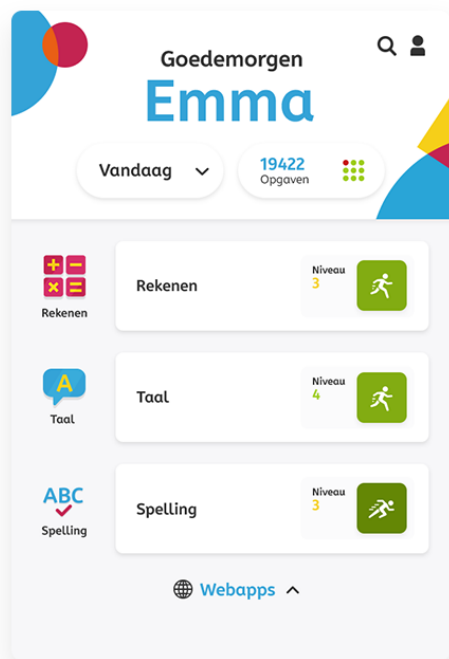 Goedemorgen
Emma
Vandaag
19422
Opgaven
Rekenen
Rekenen
Niveau
3
A
Taal
Taal
Niveau
4
ABC
Spelling
Spelling
Niveau
3
Webapps